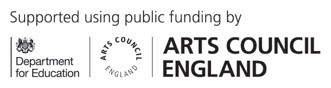 Supported using public funding by
Department
for Education
ARTS COUNCIL
ENGLAND
ARTS COUNCIL
ENGLAND